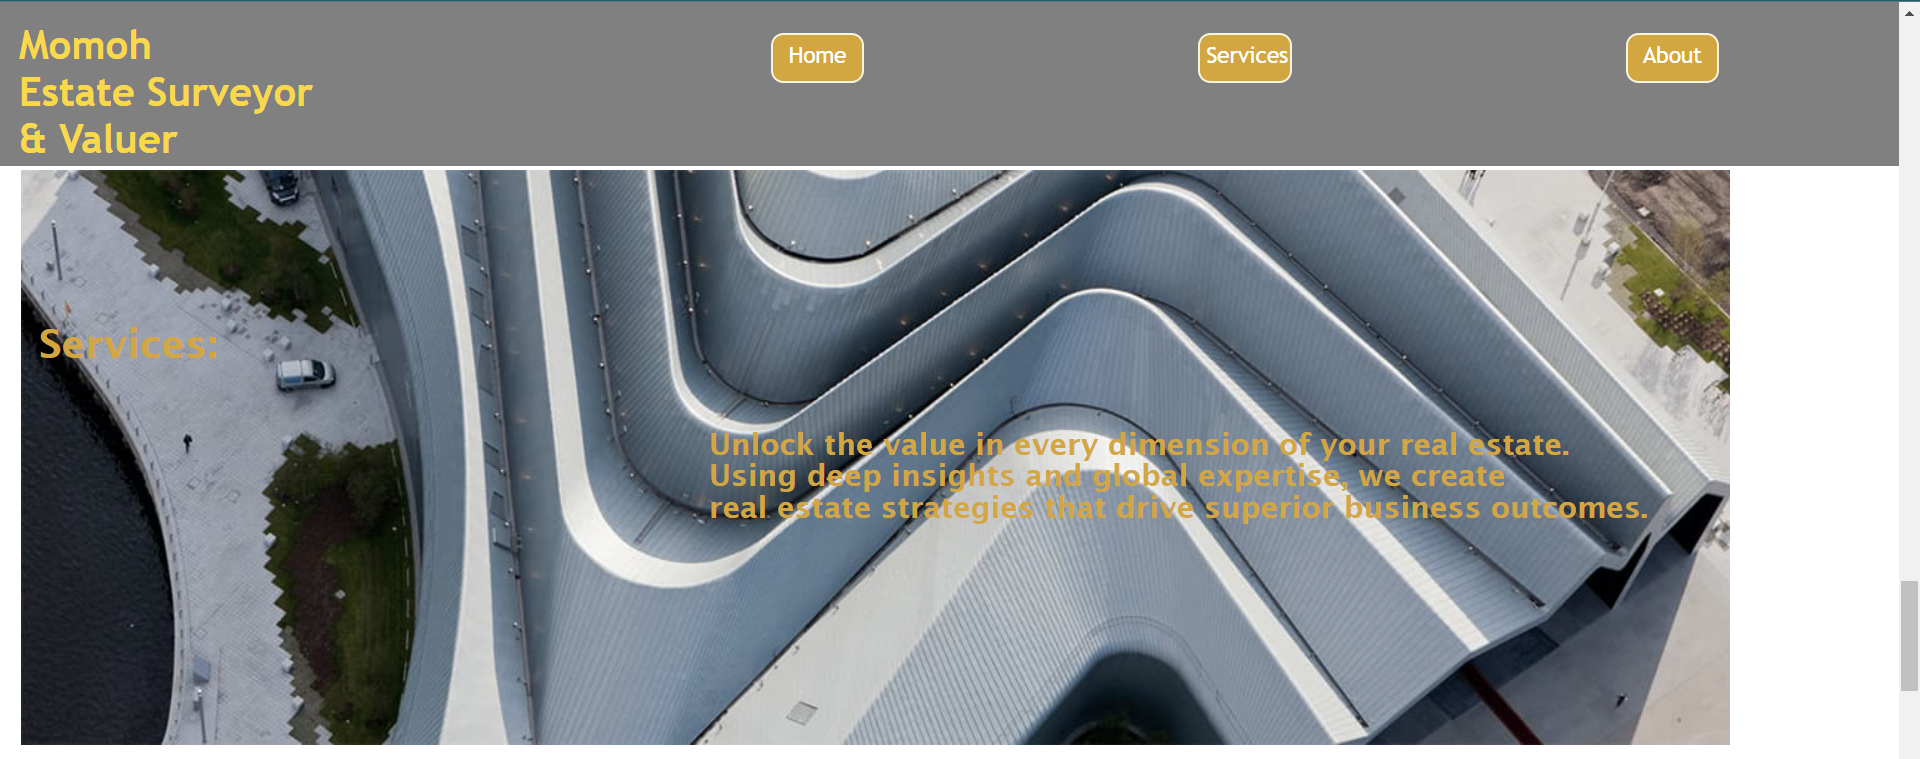 Momoh
Estate Surveyor
& Valuer
Home
Services
About
Services:
Unlock the value in every dimension of your real estate.
Using deep insights and global expertise, we create
real estate strategies that drive superior business outcomes.